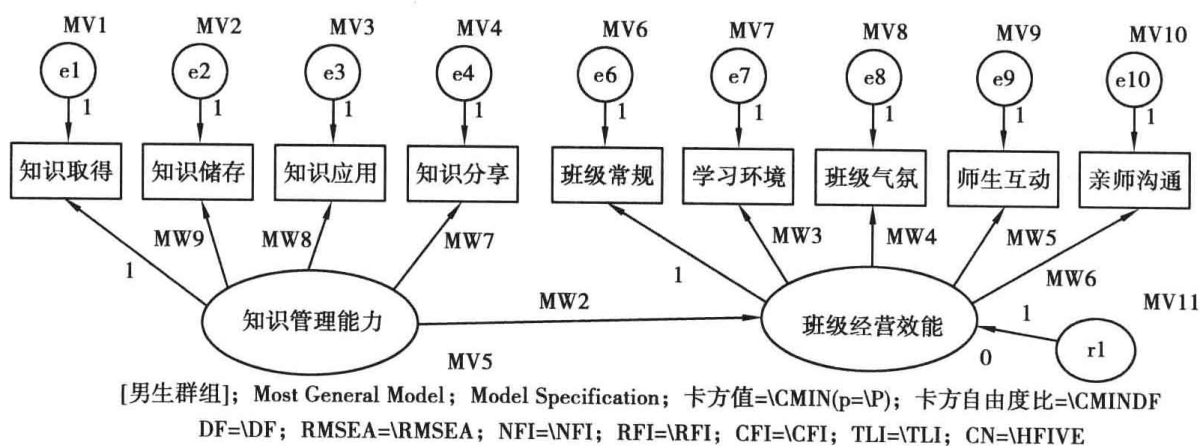 MV1 MV2 MV3 MV4 MV6 MV7 MV8 MV9 MV10
e1 e2 e3 e4 e6 e7 e8 e9 e10
1 1 1 1 1 1 1 1 1
知识取得 知识储存 知识应用 知识分享 班级常规 学习环境 班级气氛 师生互动 亲师沟通
1 MW9 MW8 MW7 1 MW3 MW4 MW5 MW6
知识管理能力 MW2 班级经营效能 1 MV11
MV5 0 r1
[男生群组]; Most General Model; Model Specification; 卡方值=\CMIN(p=\P); 卡方自由度比=\CMINDF
DF=\DF; RMSEA=\RMSEA; NFI=\NFI; RFI=\RFI; CFI=\CFI; TLI=\TLI; CN=\HFIVE